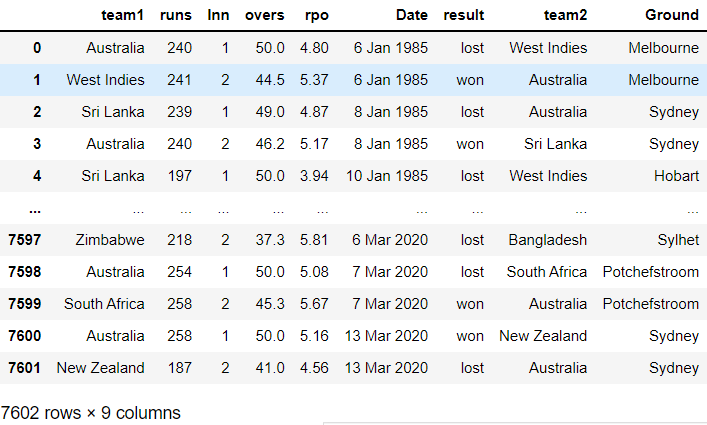 team1 runs Inn overs rpo Date result team2 Ground
0 Australia 240 1 50.0 4.80 6 Jan 1985 lost West Indies Melbourne
1 West Indies 241 2 44.5 5.37 6 Jan 1985 won Australia Melbourne
2 Sri Lanka 239 1 49.0 4.87 8 Jan 1985 lost Australia Sydney
3 Australia 240 2 46.2 5.17 8 Jan 1985 won Sri Lanka Sydney
4 Sri Lanka 197 1 50.0 3.94 10 Jan 1985 lost West Indies Hobart
... ... ... ... ... ... ... ... ... ...
7597 Zimbabwe 218 2 37.3 5.81 6 Mar 2020 lost Bangladesh Sylhet
7598 Australia 254 1 50.0 5.08 7 Mar 2020 lost South Africa Potchefstroom
7599 South Africa 258 2 45.3 5.67 7 Mar 2020 won Australia Potchefstroom
7600 Australia 258 1 50.0 5.16 13 Mar 2020 won New Zealand Sydney
7601 New Zealand 187 2 41.0 4.56 13 Mar 2020 lost Australia Sydney
7602 rows × 9 columns